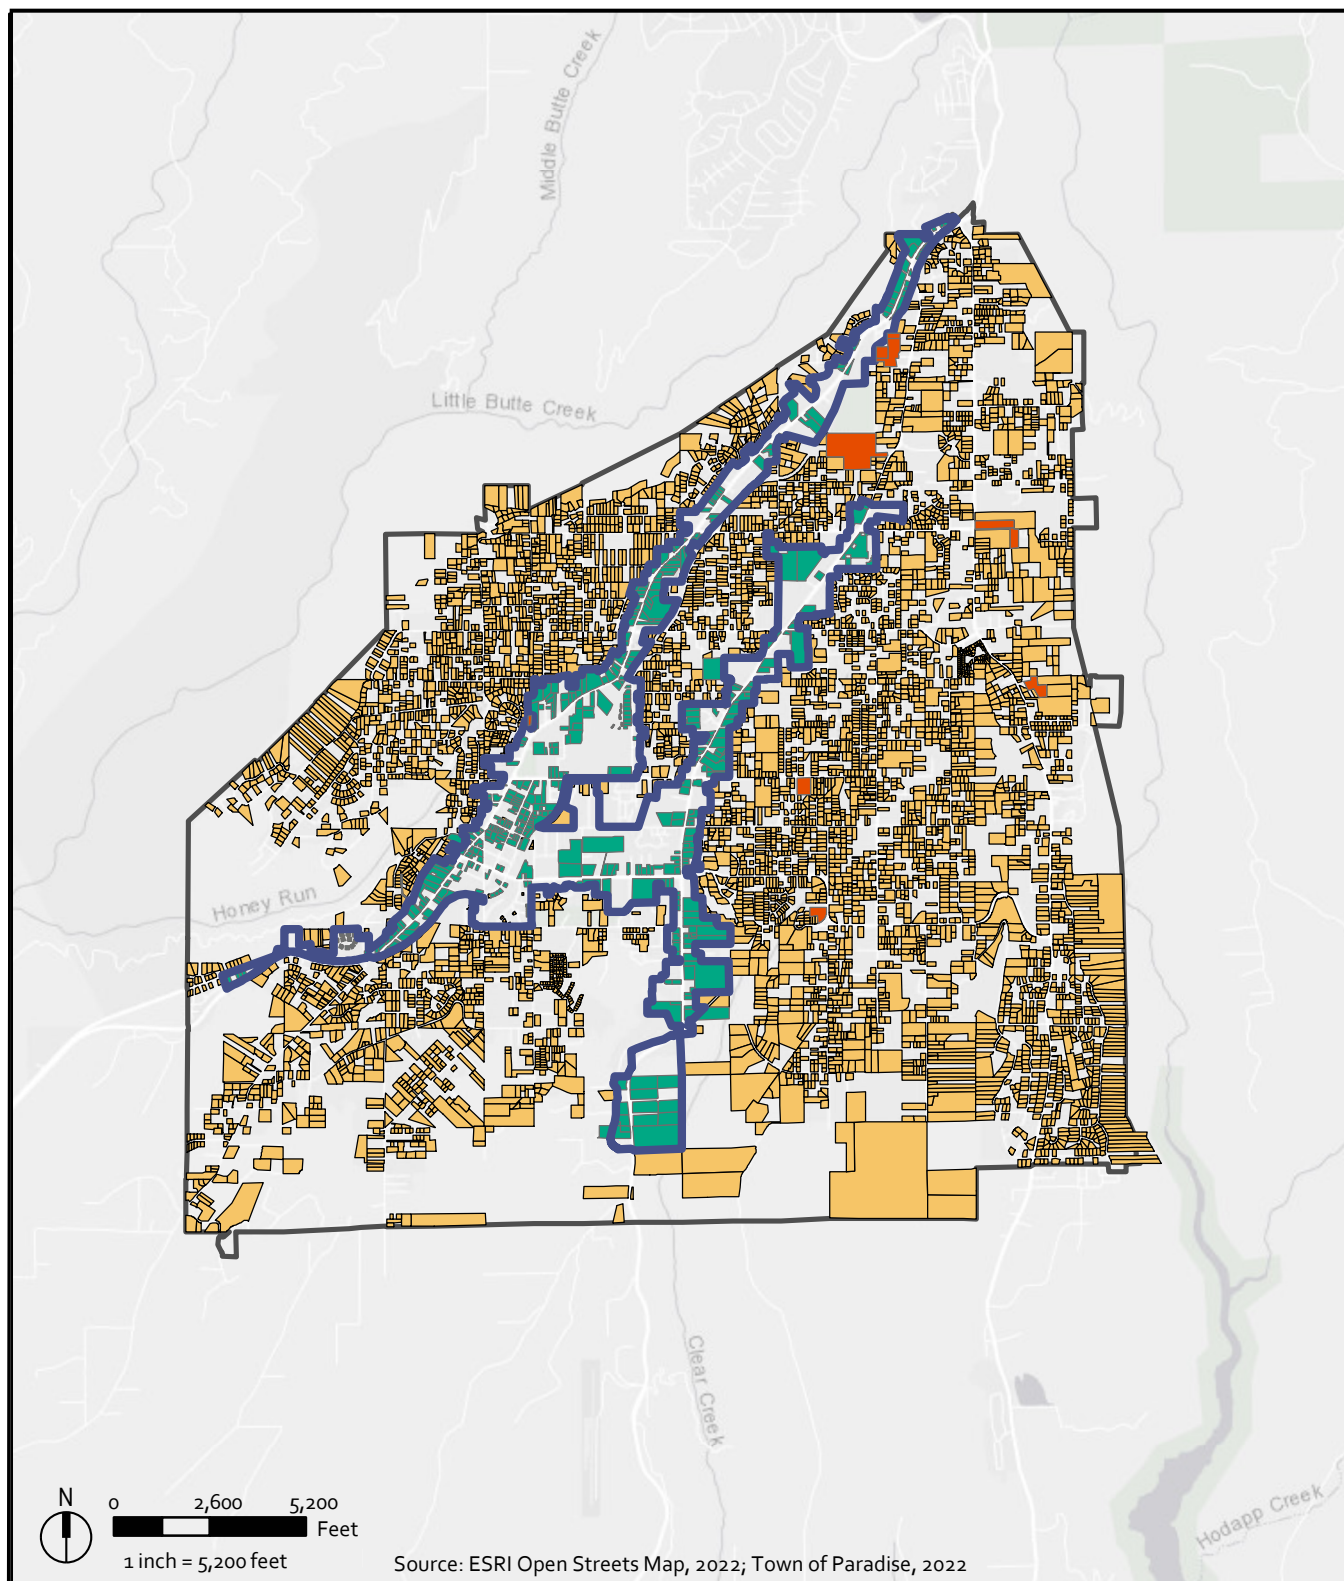 Middle Butte Creek
Little Butte Creek
Honey Run
Clear Creek
Hodapp Creek
N
0 2,600 5,200
Feet
1 inch = 5,200 feet
Source: ESRI Open Streets Map, 2022; Town of Paradise, 2022